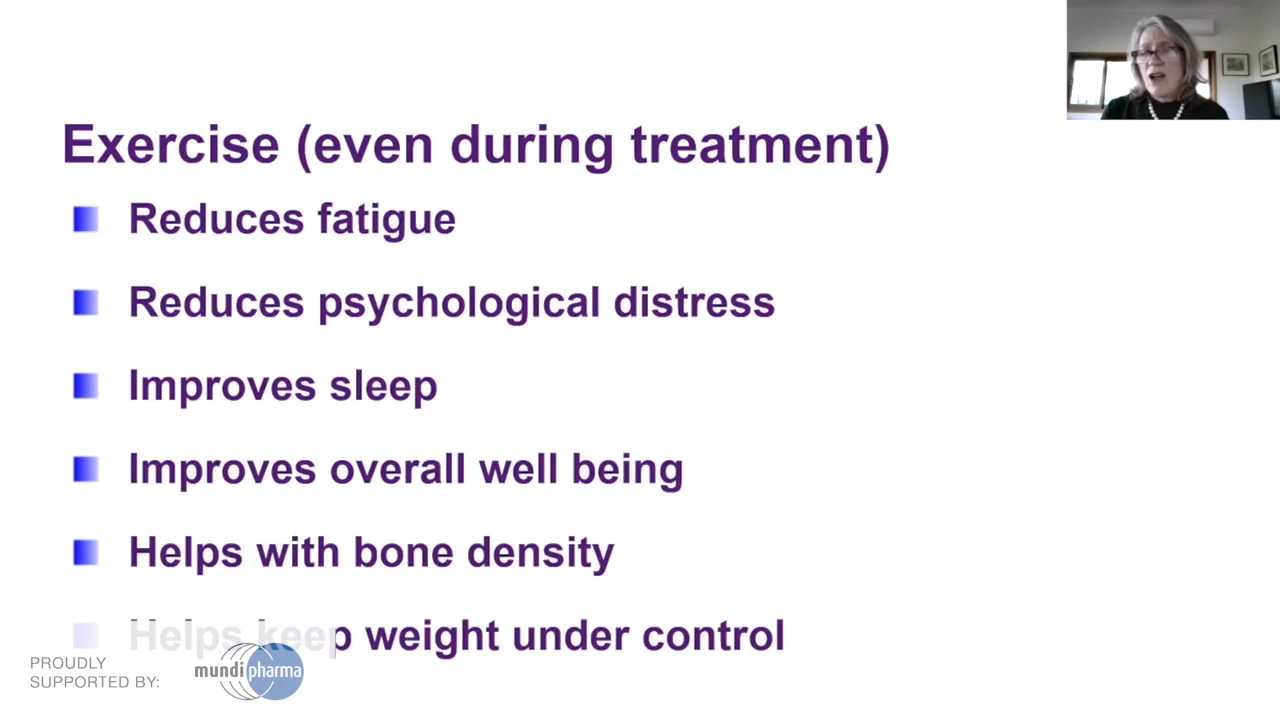 Exercise (even during treatment)
Reduces fatigue
Reduces psychological distress
Improves sleep
Improves overall well being
Helps with bone density
Helps keep weight under control
PROUDLY
SUPPORTED BY:
mundipharma